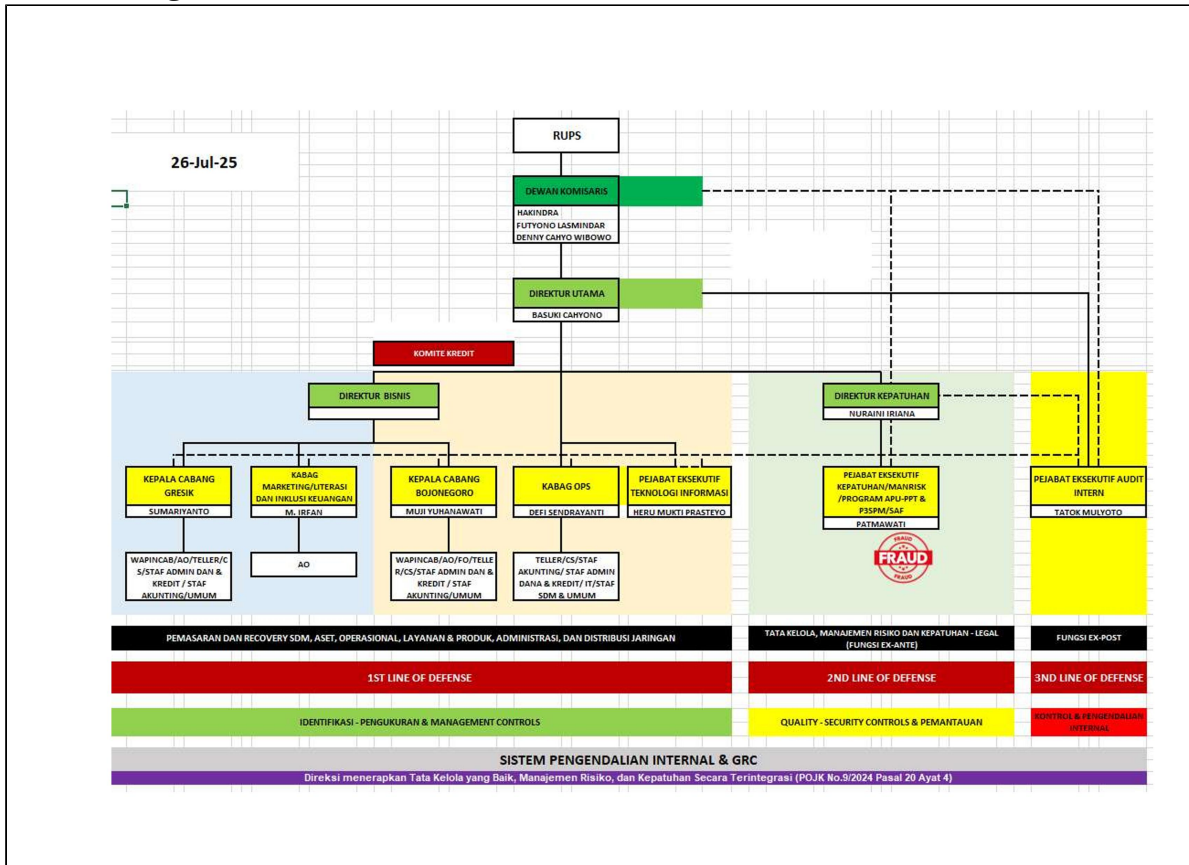 26-Jul-25
RUPS
DEWAN KOMISARIS
HAKINDRA
FUTYONO LASMINDAR
DENNY CAHYO WIBOWO
DIREKTUR UTAMA
BASUKI CAHYONO
KOMITE KREDIT
DIREKTUR BISNIS
DIREKTUR KEPATUHAN
NURAINI IRIANA
KEPALA CABANG
GRESIK
SUMARIYANTO
KABAG
MARKETING/LITERASI
DAN INKLUSI KEUANGAN
M. IRFAN
KEPALA CABANG
BOJONEGORO
MUJI YUHANAWATI
KABAG OPS
DEFI SENDRAYANTI
PEJABAT EKSEKUTIF
TEKNOLOGI INFORMASI
HERU MUKTI PRASTEYO
PEJABAT EKSEKUTIF
KEPATUHAN/MANRISK
/PROGRAM APU-PPT &
P3SPM/SAF
PATMAWATI
PEJABAT EKSEKUTIF AUDIT
INTERN
TATOK MULYOTO
WAPINCAB/AO/TELLER/C
S/STAF ADMIN DAN &
KREDIT / STAF
AKUNTING/UMUM
AO
WAPINCAB/AO/FO/TELLE
R/CS/STAF ADMIN DAN &
KREDIT / STAF
AKUNTING/UMUM
TELLER/CS/STAF
AKUNTING/ STAF ADMIN
DANA & KREDIT/ IT/STAF
SDM & UMUM
FRAUD
FRAUD
FRAUD
PEMASARAN DAN RECOVERY SDM, ASET, OPERASIONAL, LAYANAN & PRODUK, ADMINISTRASI, DAN DISTRIBUSI JARINGAN
TATA KELOLA, MANAJEMEN RISIKO DAN KEPATUHAN - LEGAL
(FUNGSI EX-ANTE)
FUNGSI EX-POST
1ST LINE OF DEFENSE
2ND LINE OF DEFENSE
3ND LINE OF DEFENSE
IDENTIFIKASI - PENGUKURAN & MANAGEMENT CONTROLS
QUALITY - SECURITY CONTROLS & PEMANTAUAN
KONTROL & PENGENDALIAN
INTERNAL
SISTEM PENGENDALIAN INTERNAL & GRC
Direksi menerapkan Tata Kelola yang Baik, Manajemen Risiko, dan Kepatuhan Secara Terintegrasi (POJK No.9/2024 Pasal 20 Ayat 4)